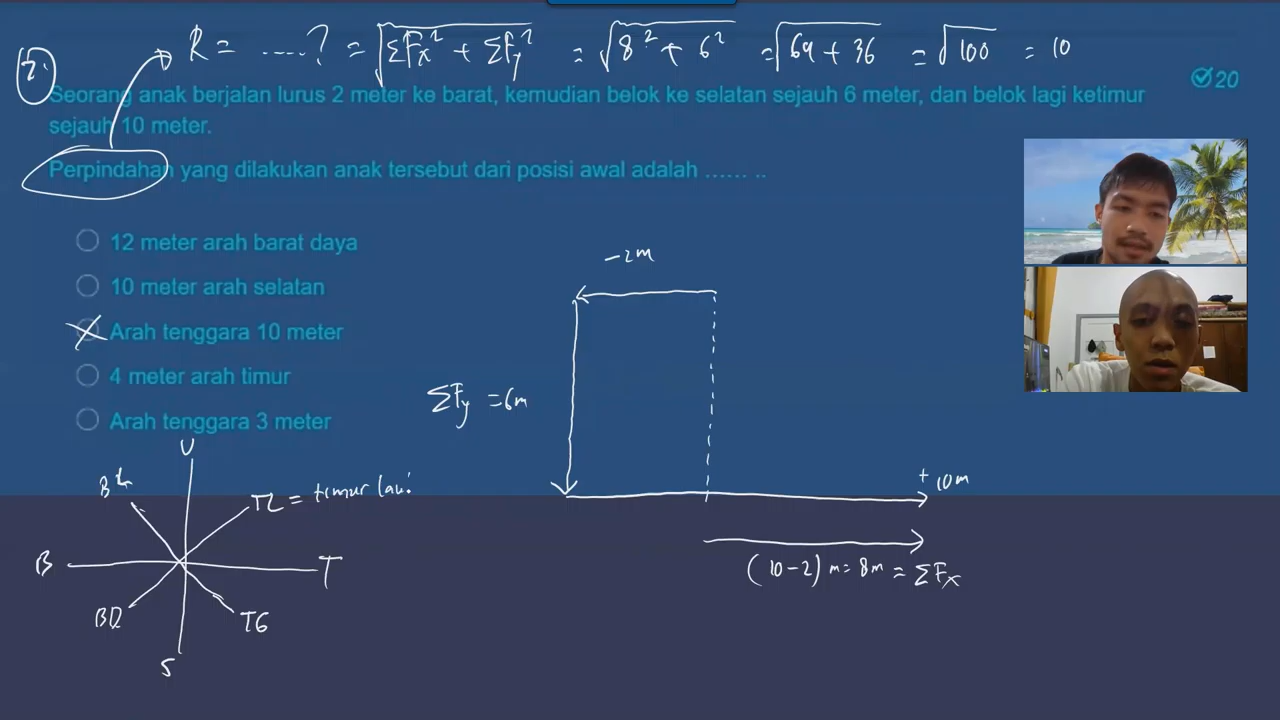 R = ....? = √ΣFx² + ΣFy² = √8² + 6² = √64 + 36 = √100 = 10
2.
20
Seorang anak berjalan lurus 2 meter ke barat, kemudian belok ke selatan sejauh 6 meter, dan belok lagi ketimur
sejauh 10 meter.
Perpindahan yang dilakukan anak tersebut dari posisi awal adalah ...... ..
12 meter arah barat daya
10 meter arah selatan
Arah tenggara 10 meter
4 meter arah timur
Arah tenggara 3 meter
-2m
ΣFy = 6m
+ 10m
(10-2) m = 8m = ΣFx
U
BL
TL = timur laut
B
T
BD
TG
S